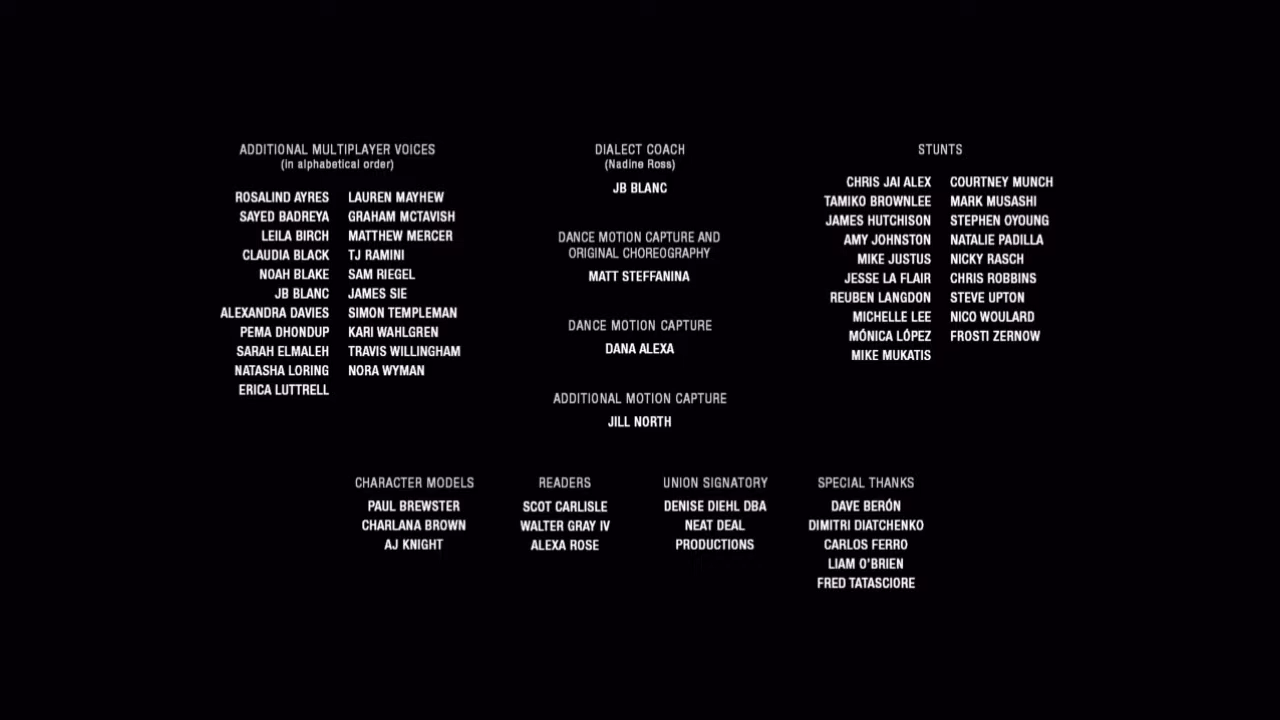 ADDITIONAL MULTIPLAYER VOICES
(in alphabetical order)
ROSALIND AYRES
SAYED BADREYA
LEILA BIRCH
CLAUDIA BLACK
NOAH BLAKE
JB BLANC
ALEXANDRA DAVIES
PEMA DHONDUP
SARAH ELMALEH
NATASHA LORING
ERICA LUTTRELL
LAUREN MAYHEW
GRAHAM MCTAVISH
MATTHEW MERCER
TJ RAMINI
SAM RIEGEL
JAMES SIE
SIMON TEMPLEMAN
KARI WAHLGREN
TRAVIS WILLINGHAM
NORA WYMAN
DIALECT COACH
(Nadine Ross)
JB BLANC
DANCE MOTION CAPTURE AND
ORIGINAL CHOREOGRAPHY
MATT STEFFANINA
DANCE MOTION CAPTURE
DANA ALEXA
ADDITIONAL MOTION CAPTURE
JILL NORTH
STUNTS
CHRIS JAI ALEX
TAMIKO BROWNLEE
JAMES HUTCHISON
AMY JOHNSTON
MIKE JUSTUS
JESSE LA FLAIR
REUBEN LANGDON
MICHELLE LEE
MÓNICA LÓPEZ
MIKE MUKATIS
COURTNEY MUNCH
MARK MUSASHI
STEPHEN OYOUNG
NATALIE PADILLA
NICKY RASCH
CHRIS ROBBINS
STEVE UPTON
NICO WOULARD
FROSTI ZERNOW
CHARACTER MODELS
PAUL BREWSTER
CHARLANA BROWN
AJ KNIGHT
READERS
SCOT CARLISLE
WALTER GRAY IV
ALEXA ROSE
UNION SIGNATORY
DENISE DIEHL DBA
NEAT DEAL
PRODUCTIONS
SPECIAL THANKS
DAVE BERÓN
DIMITRI DIATCHENKO
CARLOS FERRO
LIAM O'BRIEN
FRED TATASCIORE